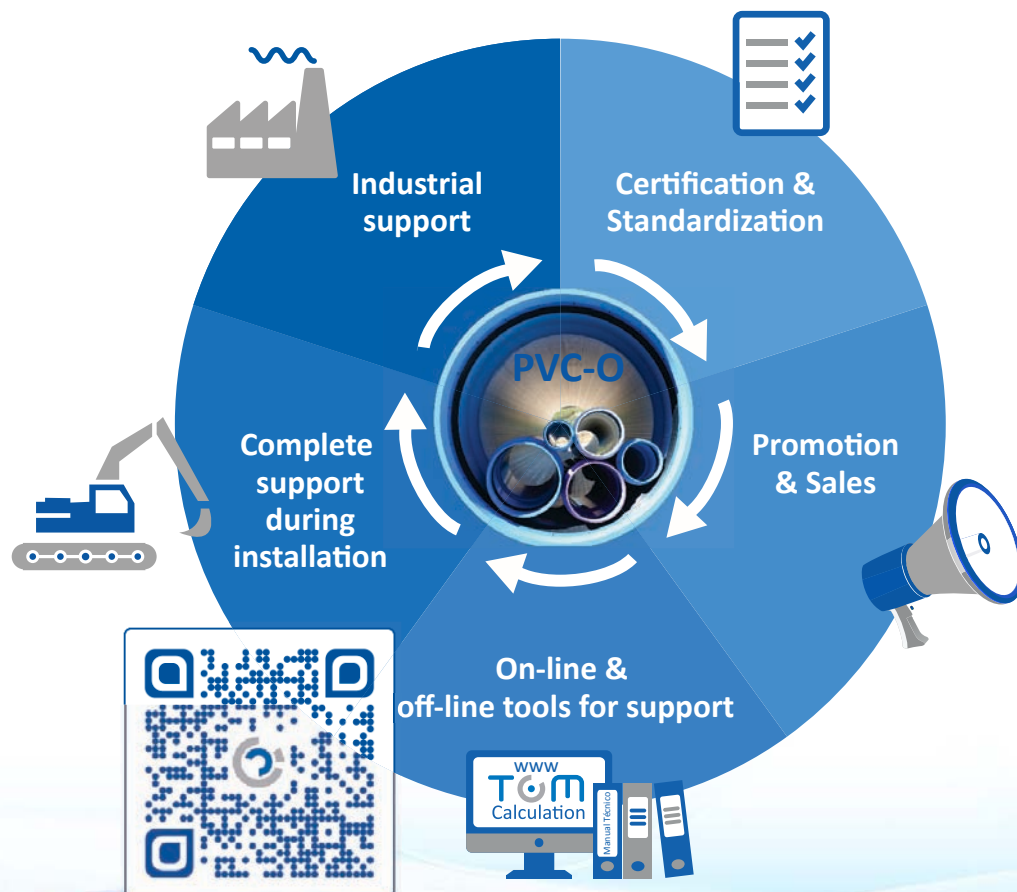 Industrial
support
Certification &
Standardization
PVC-O
Complete
support
during
installation
Promotion
& Sales
On-line &
off-line tools for support
www
TOM
Calculation
Manual Técnico